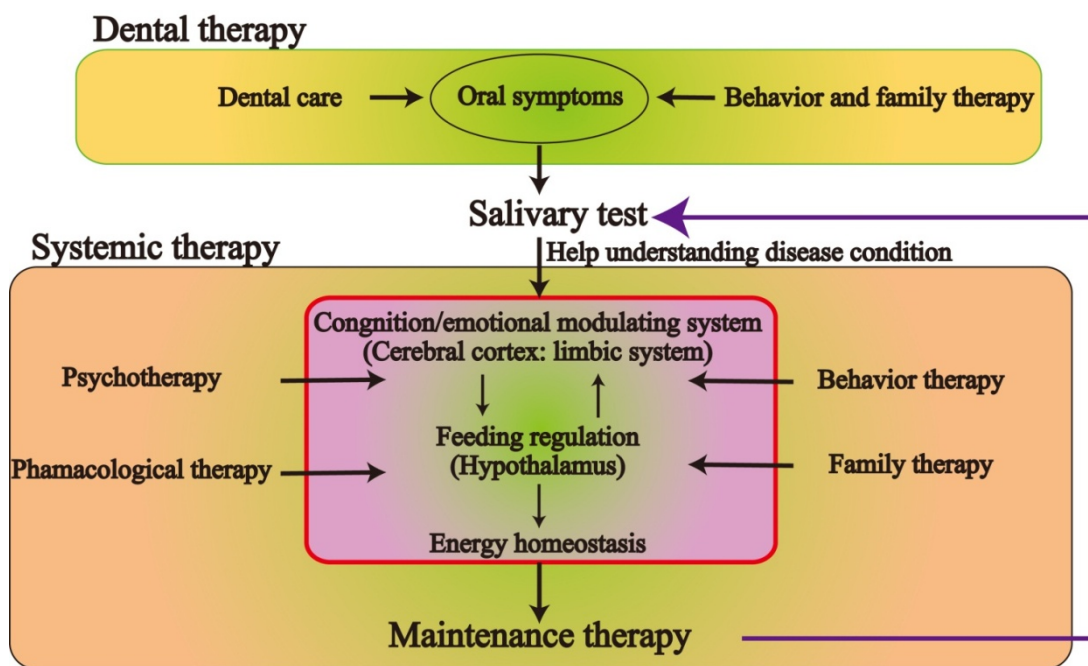 Dental therapy
Dental care
Oral symptoms
Behavior and family therapy
Salivary test
Systemic therapy
Help understanding disease condition
Congnition/emotional modulating system
(Cerebral cortex: limbic system)
Psychotherapy
Behavior therapy
Feeding regulation
(Hypothalamus)
Phamacological therapy
Family therapy
Energy homeostasis
Maintenance therapy